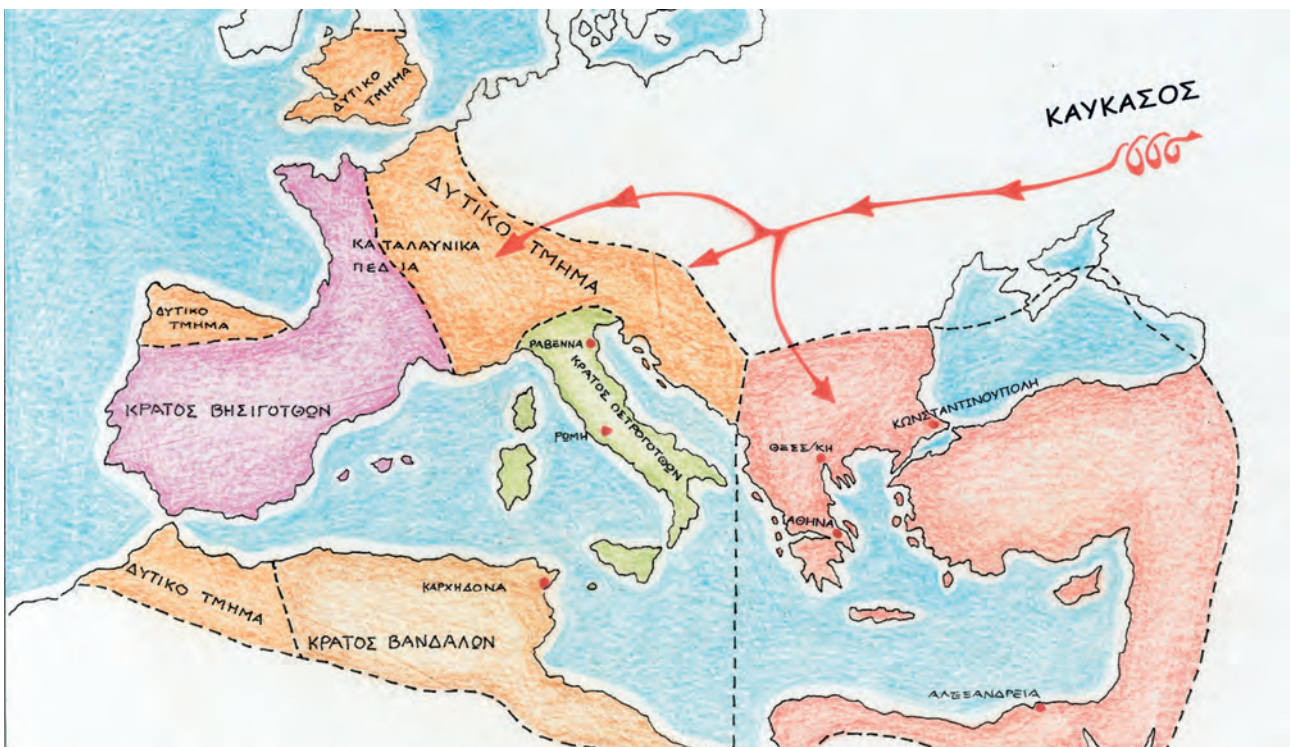 ΔΥΤΙΚΟ
ΤΜΗΜΑ
ΚΑΥΚΑΣΟΣ
ΔΥΤΙΚΟ ΤΜΗΜΑ
ΚΑΤΑΛΑΥΝΙΚΑ
ΠΕΔΙΑ
ΔΥΤΙΚΟ
ΤΜΗΜΑ
ΡΑΒΕΝΝΑ
ΚΡΑΤΟΣ ΟΣΤΡΟΓΟΤΘΩΝ
ΚΡΑΤΟΣ ΒΗΣΙΓΟΤΘΩΝ
ΡΩΜΗ
ΚΩΝΣΤΑΝΤΙΝΟΥΠΟΛΗ
ΘΕΣΣ/ΚΗ
ΑΘΗΝΑ
ΔΥΤΙΚΟ ΤΜΗΜΑ
ΚΑΡΧΗΔΟΝΑ
ΚΡΑΤΟΣ ΒΑΝΔΑΛΩΝ
ΑΛΕΞΑΝΔΡΕΙΑ